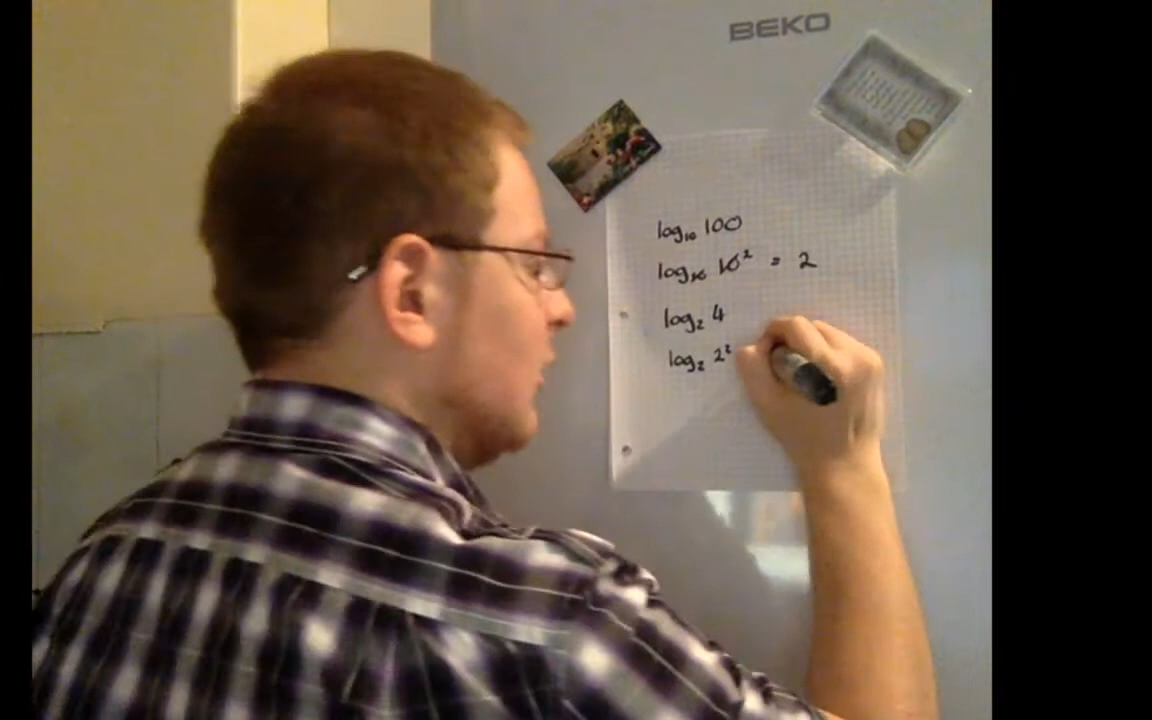 BEKO
log₁₀ 100
log₁₀ 10² = 2
log₂ 4
log₂ 2²